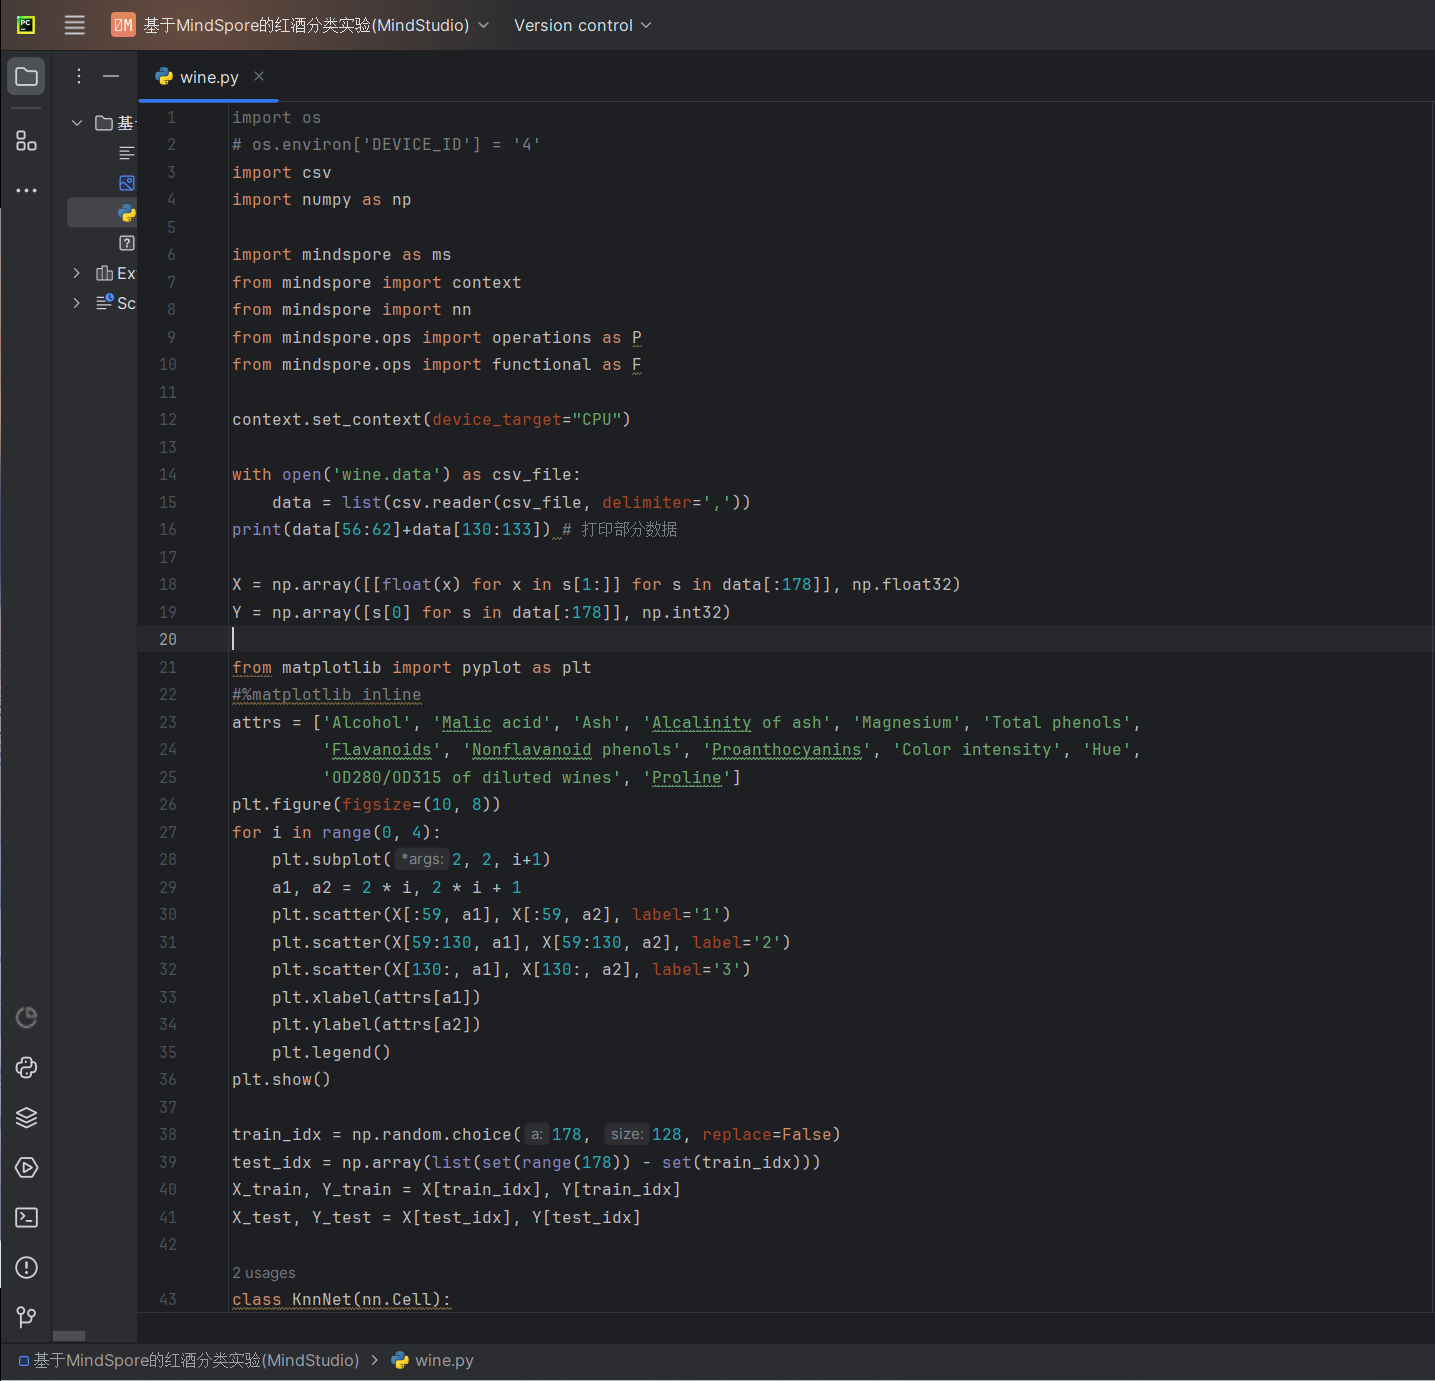 PC
M 基于MindSpore的红酒分类实验(MindStudio) Version control
wine.py
基
Ex
Sc
1 import os
2 # os.environ['DEVICE_ID'] = '4'
3 import csv
4 import numpy as np
5
6 import mindspore as ms
7 from mindspore import context
8 from mindspore import nn
9 from mindspore.ops import operations as P
10 from mindspore.ops import functional as F
11
12 context.set_context(device_target="CPU")
13
14 with open('wine.data') as csv_file:
15     data = list(csv.reader(csv_file, delimiter=','))
16 print(data[56:62]+data[130:133]) # 打印部分数据
17
18 X = np.array([[float(x) for x in s[1:]] for s in data[:178]], np.float32)
19 Y = np.array([s[0] for s in data[:178]], np.int32)
20
21 from matplotlib import pyplot as plt
22 #%matplotlib inline
23 attrs = ['Alcohol', 'Malic acid', 'Ash', 'Alcalinity of ash', 'Magnesium', 'Total phenols',
24          'Flavanoids', 'Nonflavanoid phenols', 'Proanthocyanins', 'Color intensity', 'Hue',
25          'OD280/OD315 of diluted wines', 'Proline']
26 plt.figure(figsize=(10, 8))
27 for i in range(0, 4):
28     plt.subplot( *args: 2, 2, i+1)
29     a1, a2 = 2 * i, 2 * i + 1
30     plt.scatter(X[:59, a1], X[:59, a2], label='1')
31     plt.scatter(X[59:130, a1], X[59:130, a2], label='2')
32     plt.scatter(X[130:, a1], X[130:, a2], label='3')
33     plt.xlabel(attrs[a1])
34     plt.ylabel(attrs[a2])
35     plt.legend()
36 plt.show()
37
38 train_idx = np.random.choice( a: 178, size: 128, replace=False)
39 test_idx = np.array(list(set(range(178)) - set(train_idx)))
40 X_train, Y_train = X[train_idx], Y[train_idx]
41 X_test, Y_test = X[test_idx], Y[test_idx]
42
2 usages
43 class KnnNet(nn.Cell):
基于MindSpore的红酒分类实验(MindStudio) > wine.py